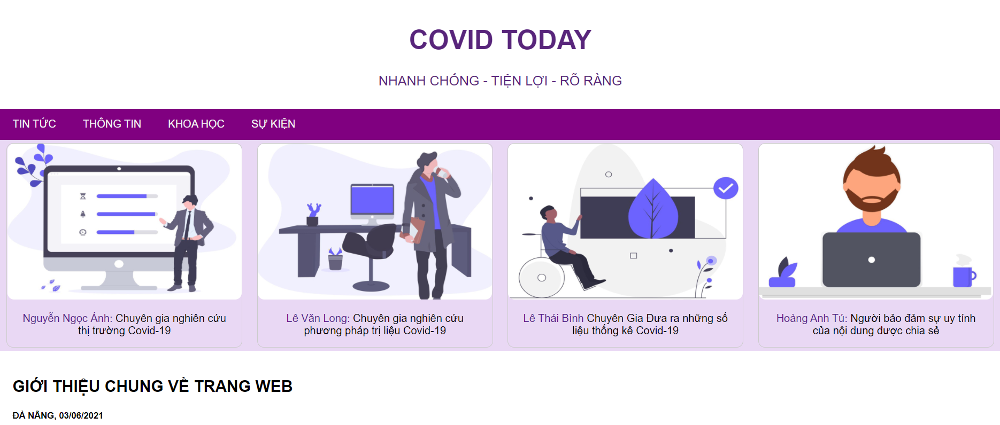 COVID TODAY
NHANH CHỐNG - TIỆN LỢI - RÕ RÀNG
TIN TỨC THÔNG TIN KHOA HỌC SỰ KIỆN
Nguyễn Ngọc Ánh: Chuyên gia nghiên cứu
thị trường Covid-19
Lê Văn Long: Chuyên gia nghiên cứu
phương pháp trị liệu Covid-19
Lê Thái Bình Chuyên Gia Đưa ra những số
liệu thống kê Covid-19
Hoàng Anh Tú: Người bảo đảm sự uy tính
của nội dung được chia sẻ
GIỚI THIỆU CHUNG VỀ TRANG WEB
ĐÀ NẴNG, 03/06/2021